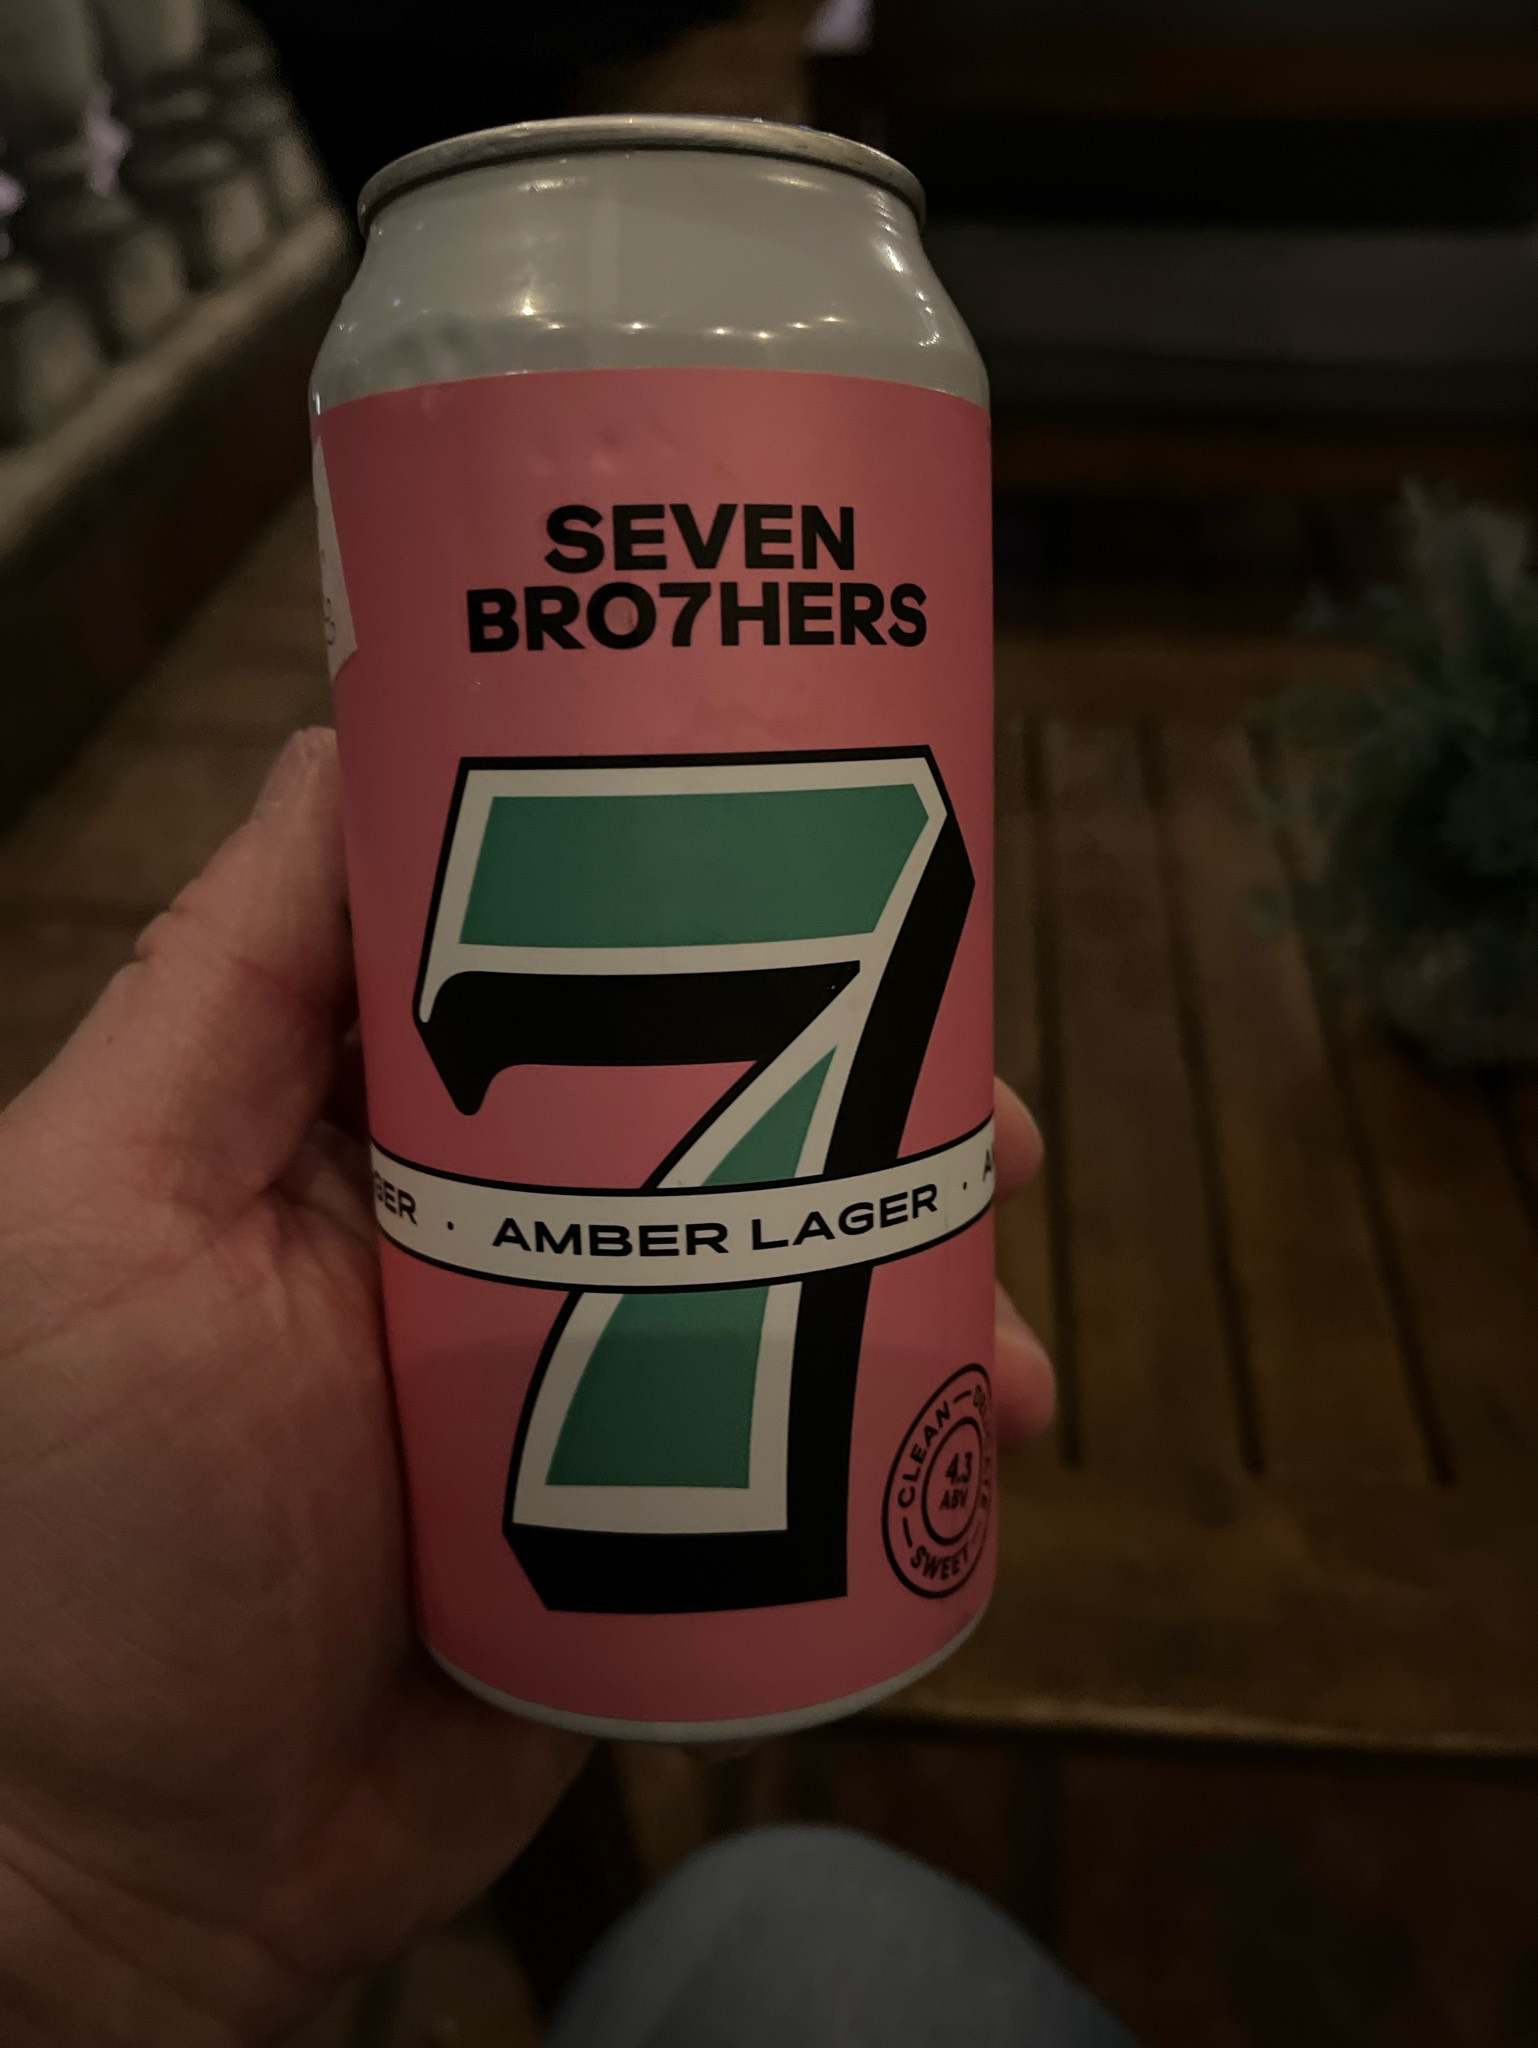 SEVEN
BRO7HERS
7
GER · AMBER LAGER · A
CLEAN
4.3
ABV
SWEET